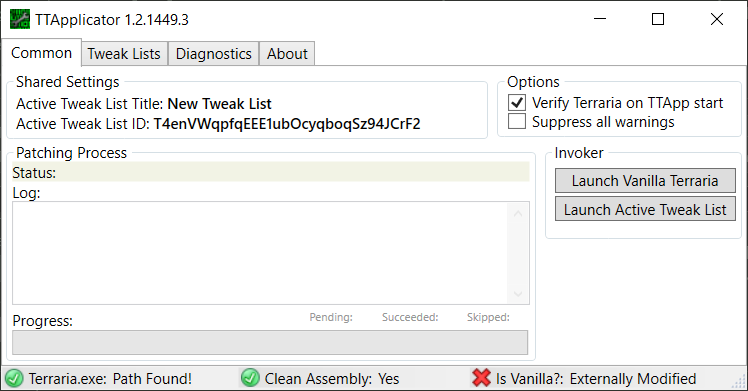 TTApplicator 1.2.1449.3
Common Tweak Lists Diagnostics About
Shared Settings
Active Tweak List Title: New Tweak List
Active Tweak List ID: T4enVWqpfqEEE1ubOcyqboqSz94JCrF2
Options
Verify Terraria on TTApp start
Suppress all warnings
Patching Process
Status:
Log:
Pending: Succeeded: Skipped:
Progress:
Invoker
Launch Vanilla Terraria
Launch Active Tweak List
Terraria.exe: Path Found! Clean Assembly: Yes Is Vanilla?: Externally Modified